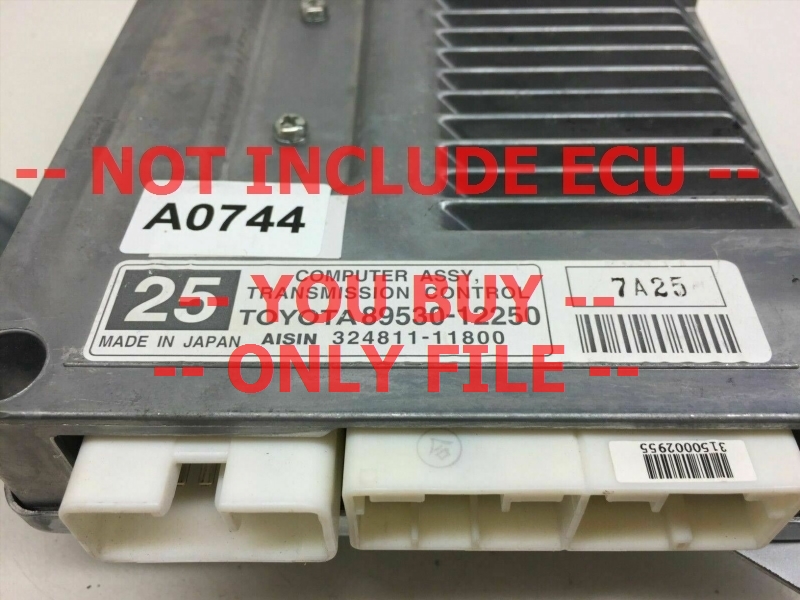 -- NOT INCLUDE ECU --
A0744
25
COMPUTER ASSY,
TRANSMISSION CONTROL
TOYOTA 89530-12250
MADE IN JAPAN AISIN 324811-11800
7A25
-- YOU BUY --
-- ONLY FILE --
3150002955